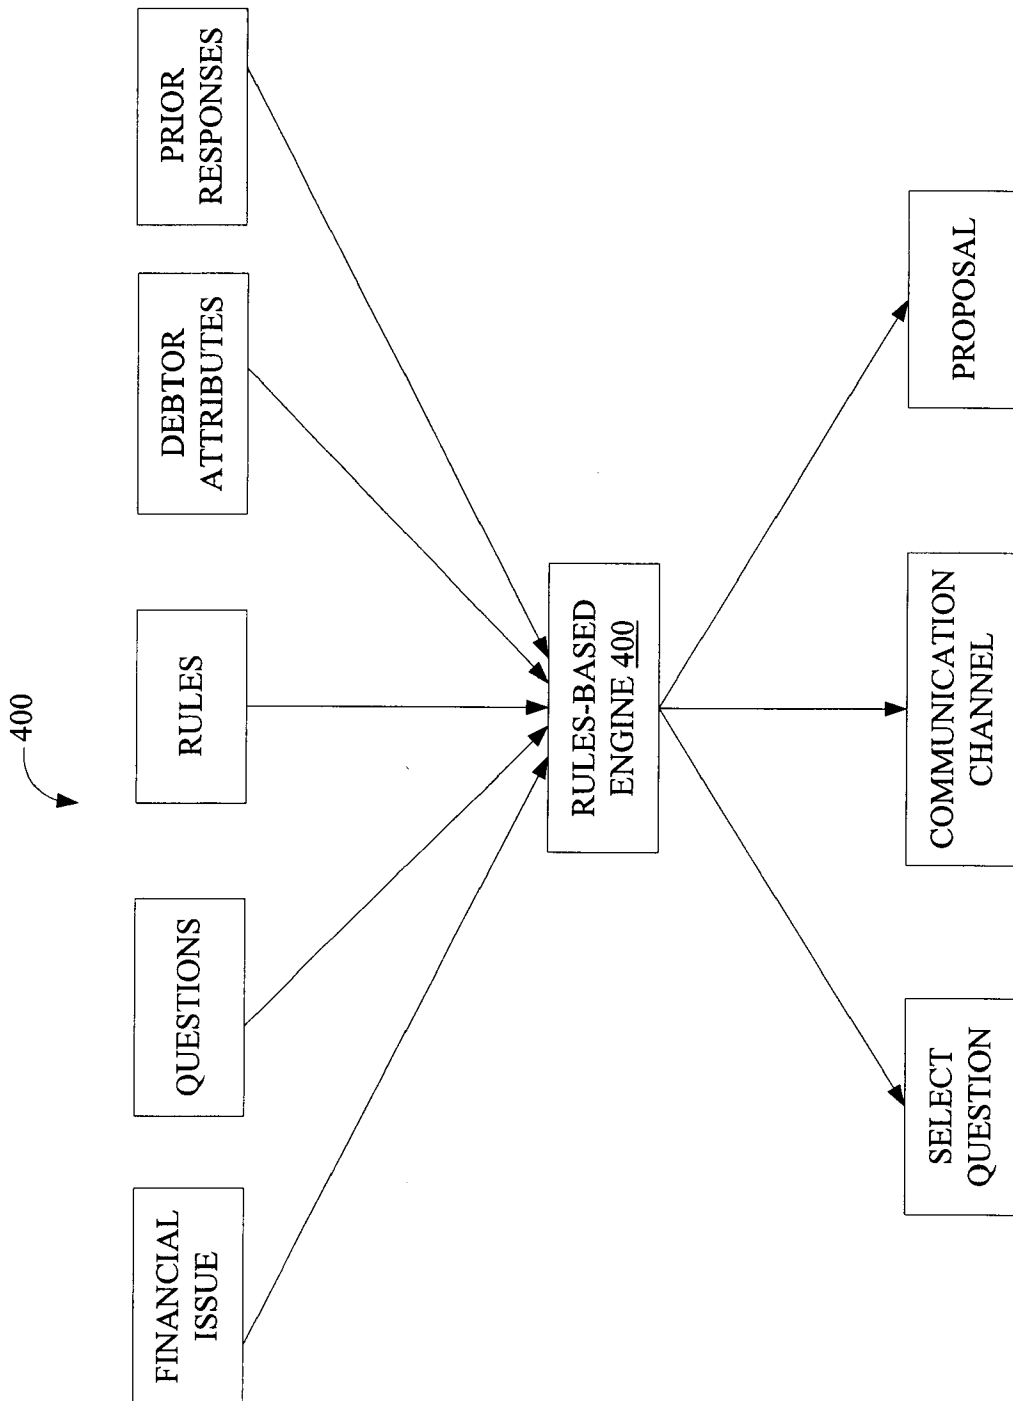 400
FINANCIAL
ISSUE
QUESTIONS
RULES
DEBTOR
ATTRIBUTES
PRIOR
RESPONSES
RULES-BASED
ENGINE 400
SELECT
QUESTION
COMMUNICATION
CHANNEL
PROPOSAL